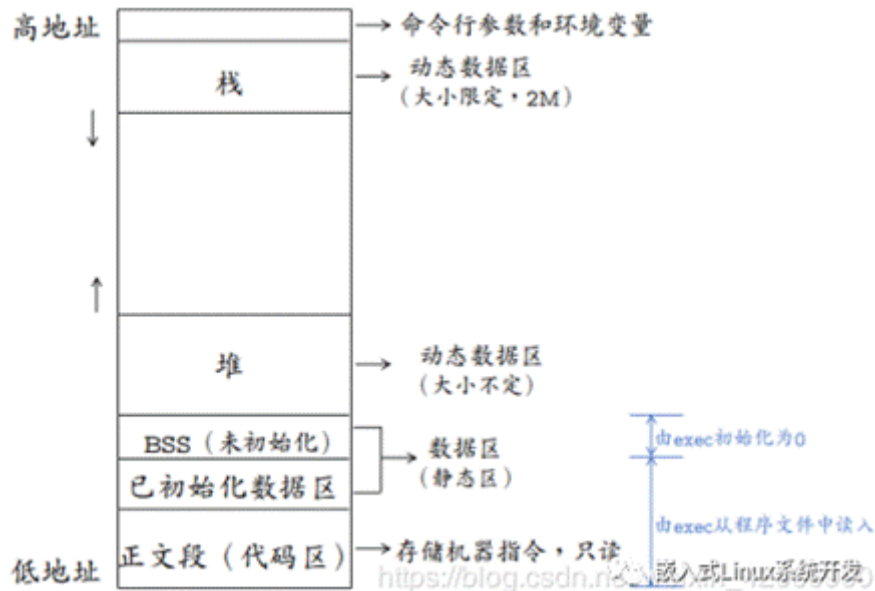 高地址
命令行参数和环境变量
栈
动态数据区
（大小限定，2M）
堆
动态数据区
（大小不定）
BSS（未初始化）
数据区
（静态区）
已初始化数据区
由exec初始化为0
由exec从程序文件中读入
正文段（代码区）
存储机器指令，只读
低地址
嵌入式Linux系统开发
https://blog.csdn.n